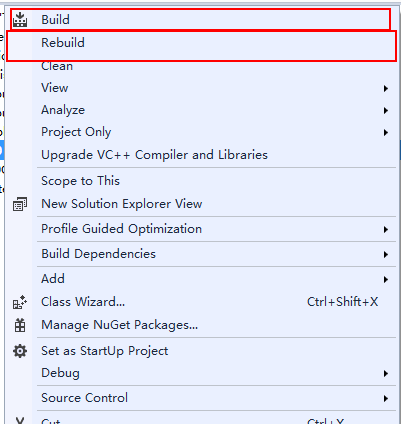 Build
Rebuild
Clean
View
Analyze
Project Only
Upgrade VC++ Compiler and Libraries
Scope to This
New Solution Explorer View
Profile Guided Optimization
Build Dependencies
Add
Class Wizard... Ctrl+Shift+X
Manage NuGet Packages...
Set as StartUp Project
Debug
Source Control
Cut Ctrl+X